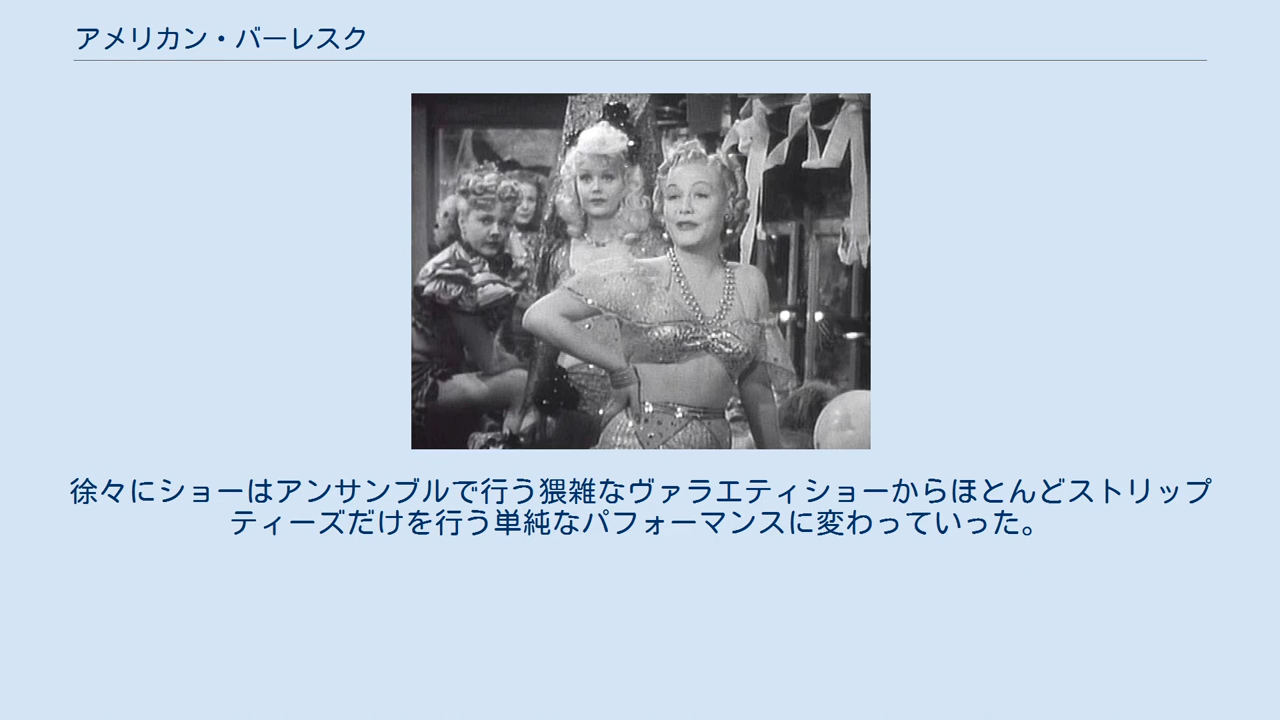 アメリカン・バーレスク
徐々にショーはアンサンブルで行う猥雑なヴァラエティショーからほとんどストリップ
ティーズだけを行う単純なパフォーマンスに変わっていった。